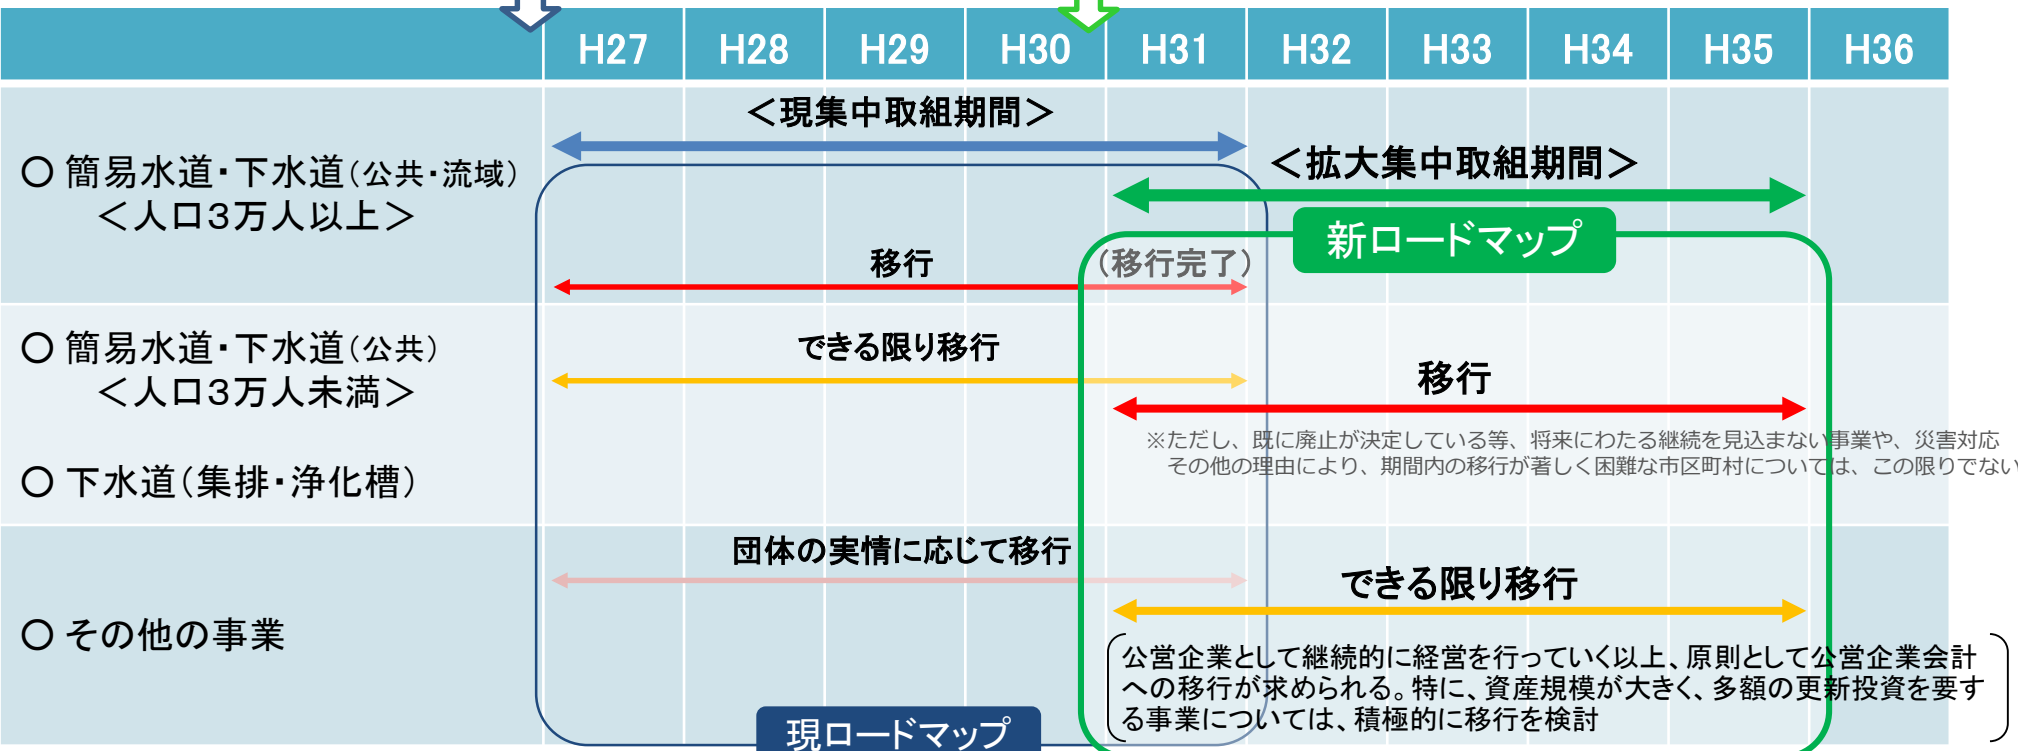 H27 H28 H29 H30 H31 H32 H33 H34 H35 H36
＜現集中取組期間＞
＜拡大集中取組期間＞
○ 簡易水道・下水道（公共・流域）
＜人口３万人以上＞
新ロードマップ
移行
（移行完了）
○ 簡易水道・下水道（公共）
＜人口３万人未満＞
できる限り移行
移行
※ただし、既に廃止が決定している等、将来にわたる継続を見込まない事業や、災害対応
その他の理由により、期間内の移行が著しく困難な市区町村については、この限りでない
○ 下水道（集排・浄化槽）
団体の実情に応じて移行
できる限り移行
○ その他の事業
公営企業として継続的に経営を行っていく以上、原則として公営企業会計
への移行が求められる。特に、資産規模が大きく、多額の更新投資を要す
る事業については、積極的に移行を検討
現ロードマップ